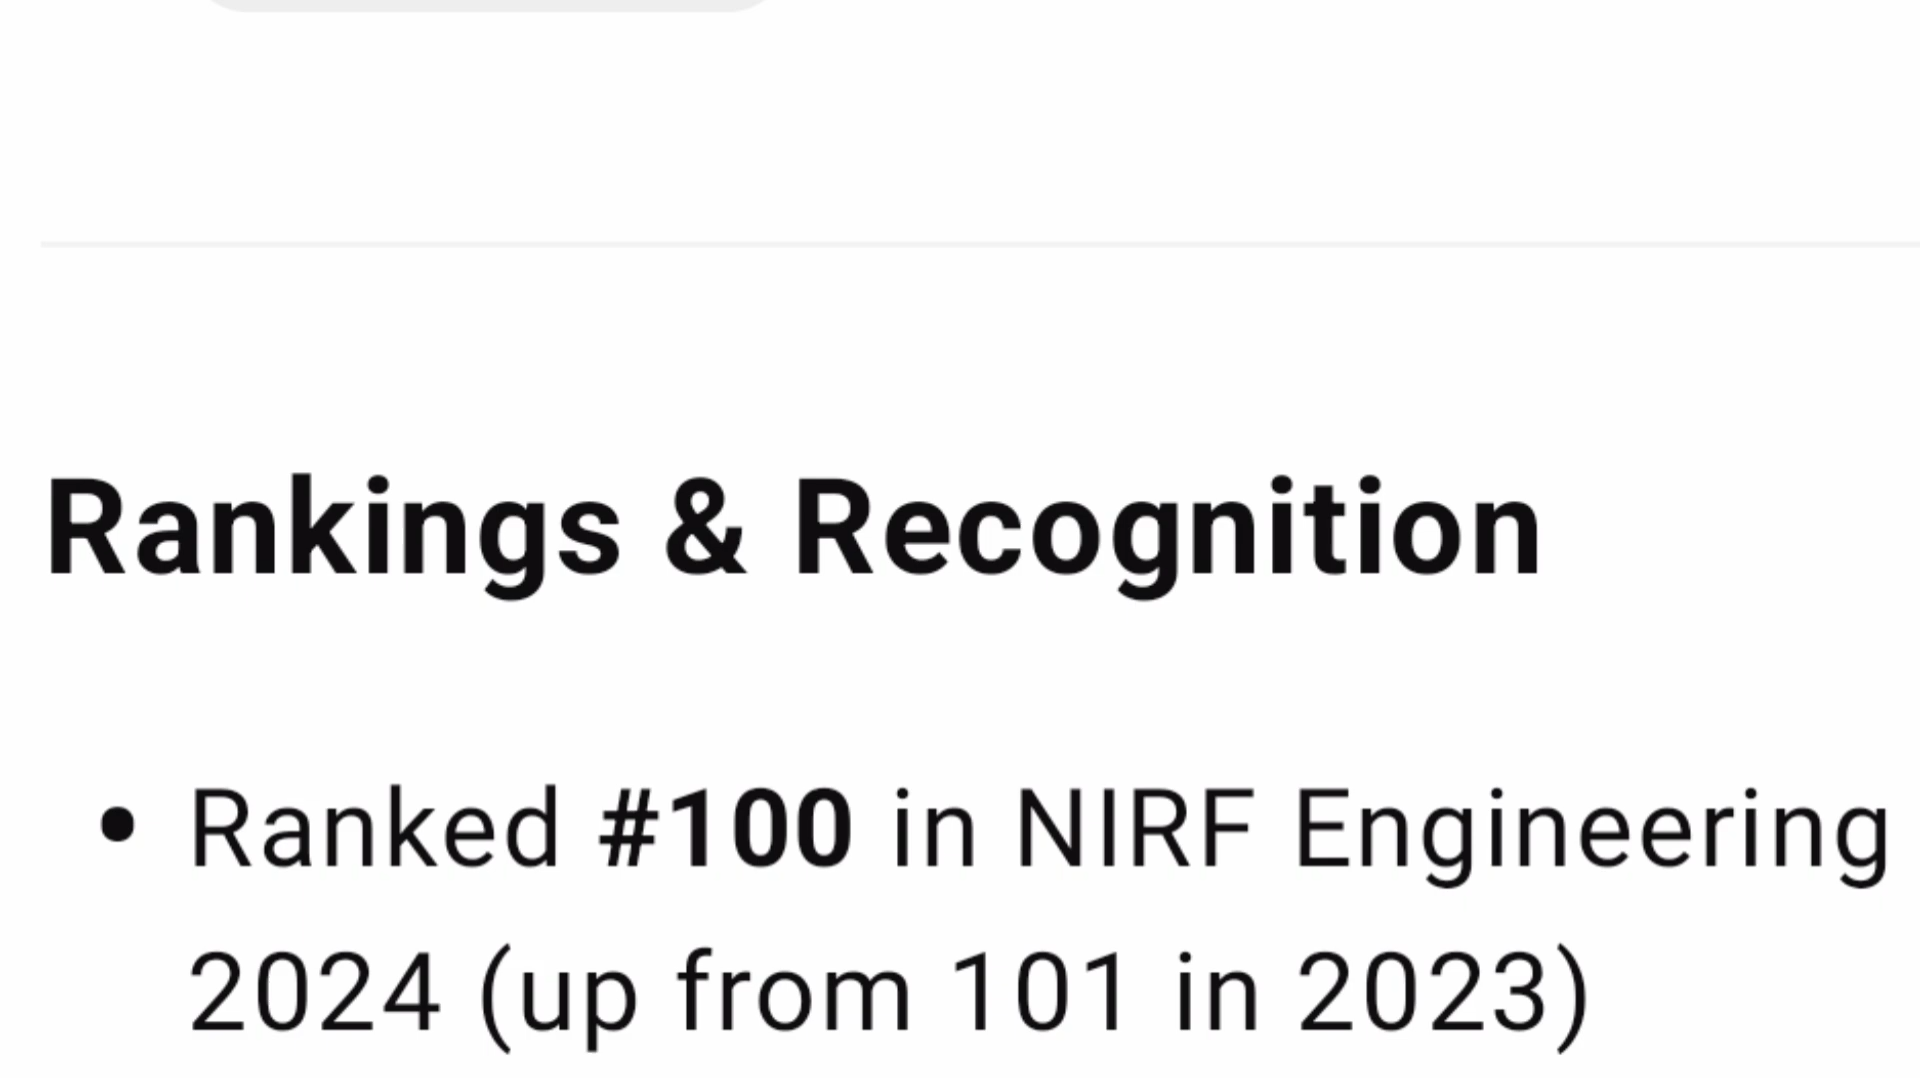 Rankings & Recognition
• Ranked #100 in NIRF Engineering
2024 (up from 101 in 2023)